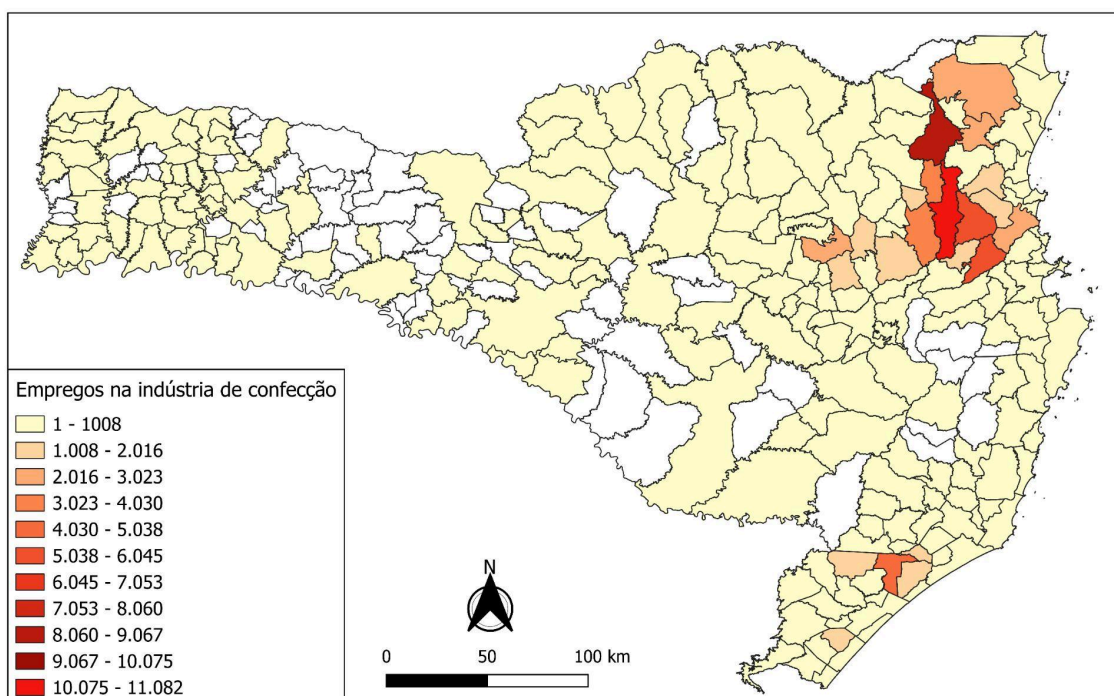 Empregos na indústria de confecção
1 - 1008
1.008 - 2.016
2.016 - 3.023
3.023 - 4.030
4.030 - 5.038
5.038 - 6.045
6.045 - 7.053
7.053 - 8.060
8.060 - 9.067
9.067 - 10.075
10.075 - 11.082
N
0 50 100 km